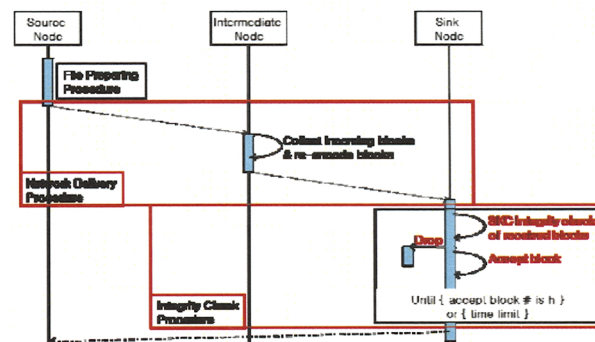 Source
Node
Intermediate
Node
Sink
Node
File Preparing
Procedure
Collect Incoming blocks
& re-encode blocks
Network Delivery
Procedure
SKC Integrity check
of received blocks
Drop
Accept block
Until { accept block # is h }
or { time limit }
Integrity Check
Procedure